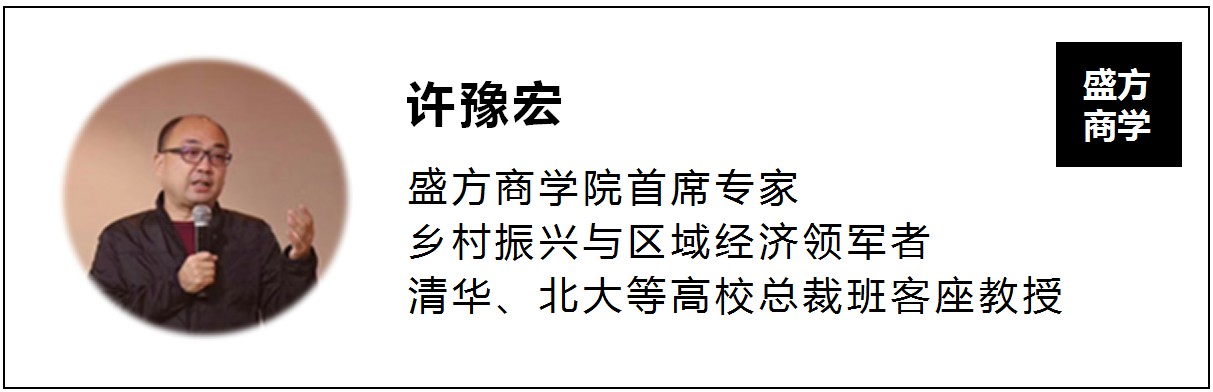 许豫宏
盛方商学院首席专家
乡村振兴与区域经济领军者
清华、北大等高校总裁班客座教授
盛方
商学